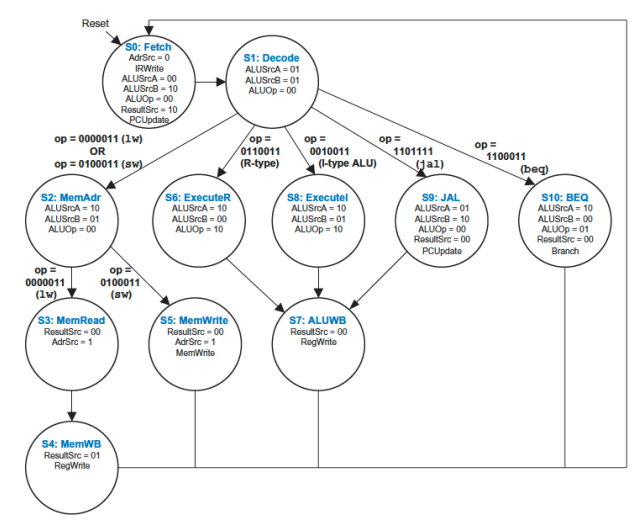 Reset
S0: Fetch
AdrSrc = 0
IRWrite
ALUSrcA = 00
ALUSrcB = 10
ALUOp = 00
ResultSrc = 10
PCUpdate
S1: Decode
ALUSrcA = 01
ALUSrcB = 01
ALUOp = 00
op = 0000011 (lw)
OR
op = 0100011 (sw)
op =
0110011
(R-type)
op =
0010011
(I-type ALU)
op =
1101111
(jal)
op =
1100011
(beq)
S2: MemAdr
ALUSrcA = 10
ALUSrcB = 01
ALUOp = 00
S6: ExecuteR
ALUSrcA = 10
ALUSrcB = 00
ALUOp = 10
S8: ExecuteI
ALUSrcA = 10
ALUSrcB = 01
ALUOp = 10
S9: JAL
ALUSrcA = 01
ALUSrcB = 10
ALUOp = 00
ResultSrc = 00
PCUpdate
S10: BEQ
ALUSrcA = 10
ALUSrcB = 00
ALUOp = 01
ResultSrc = 00
Branch
op =
0000011
(lw)
op =
0100011
(sw)
S3: MemRead
ResultSrc = 00
AdrSrc = 1
S5: MemWrite
ResultSrc = 00
AdrSrc = 1
MemWrite
S7: ALUWB
ResultSrc = 00
RegWrite
S4: MemWB
ResultSrc = 01
RegWrite